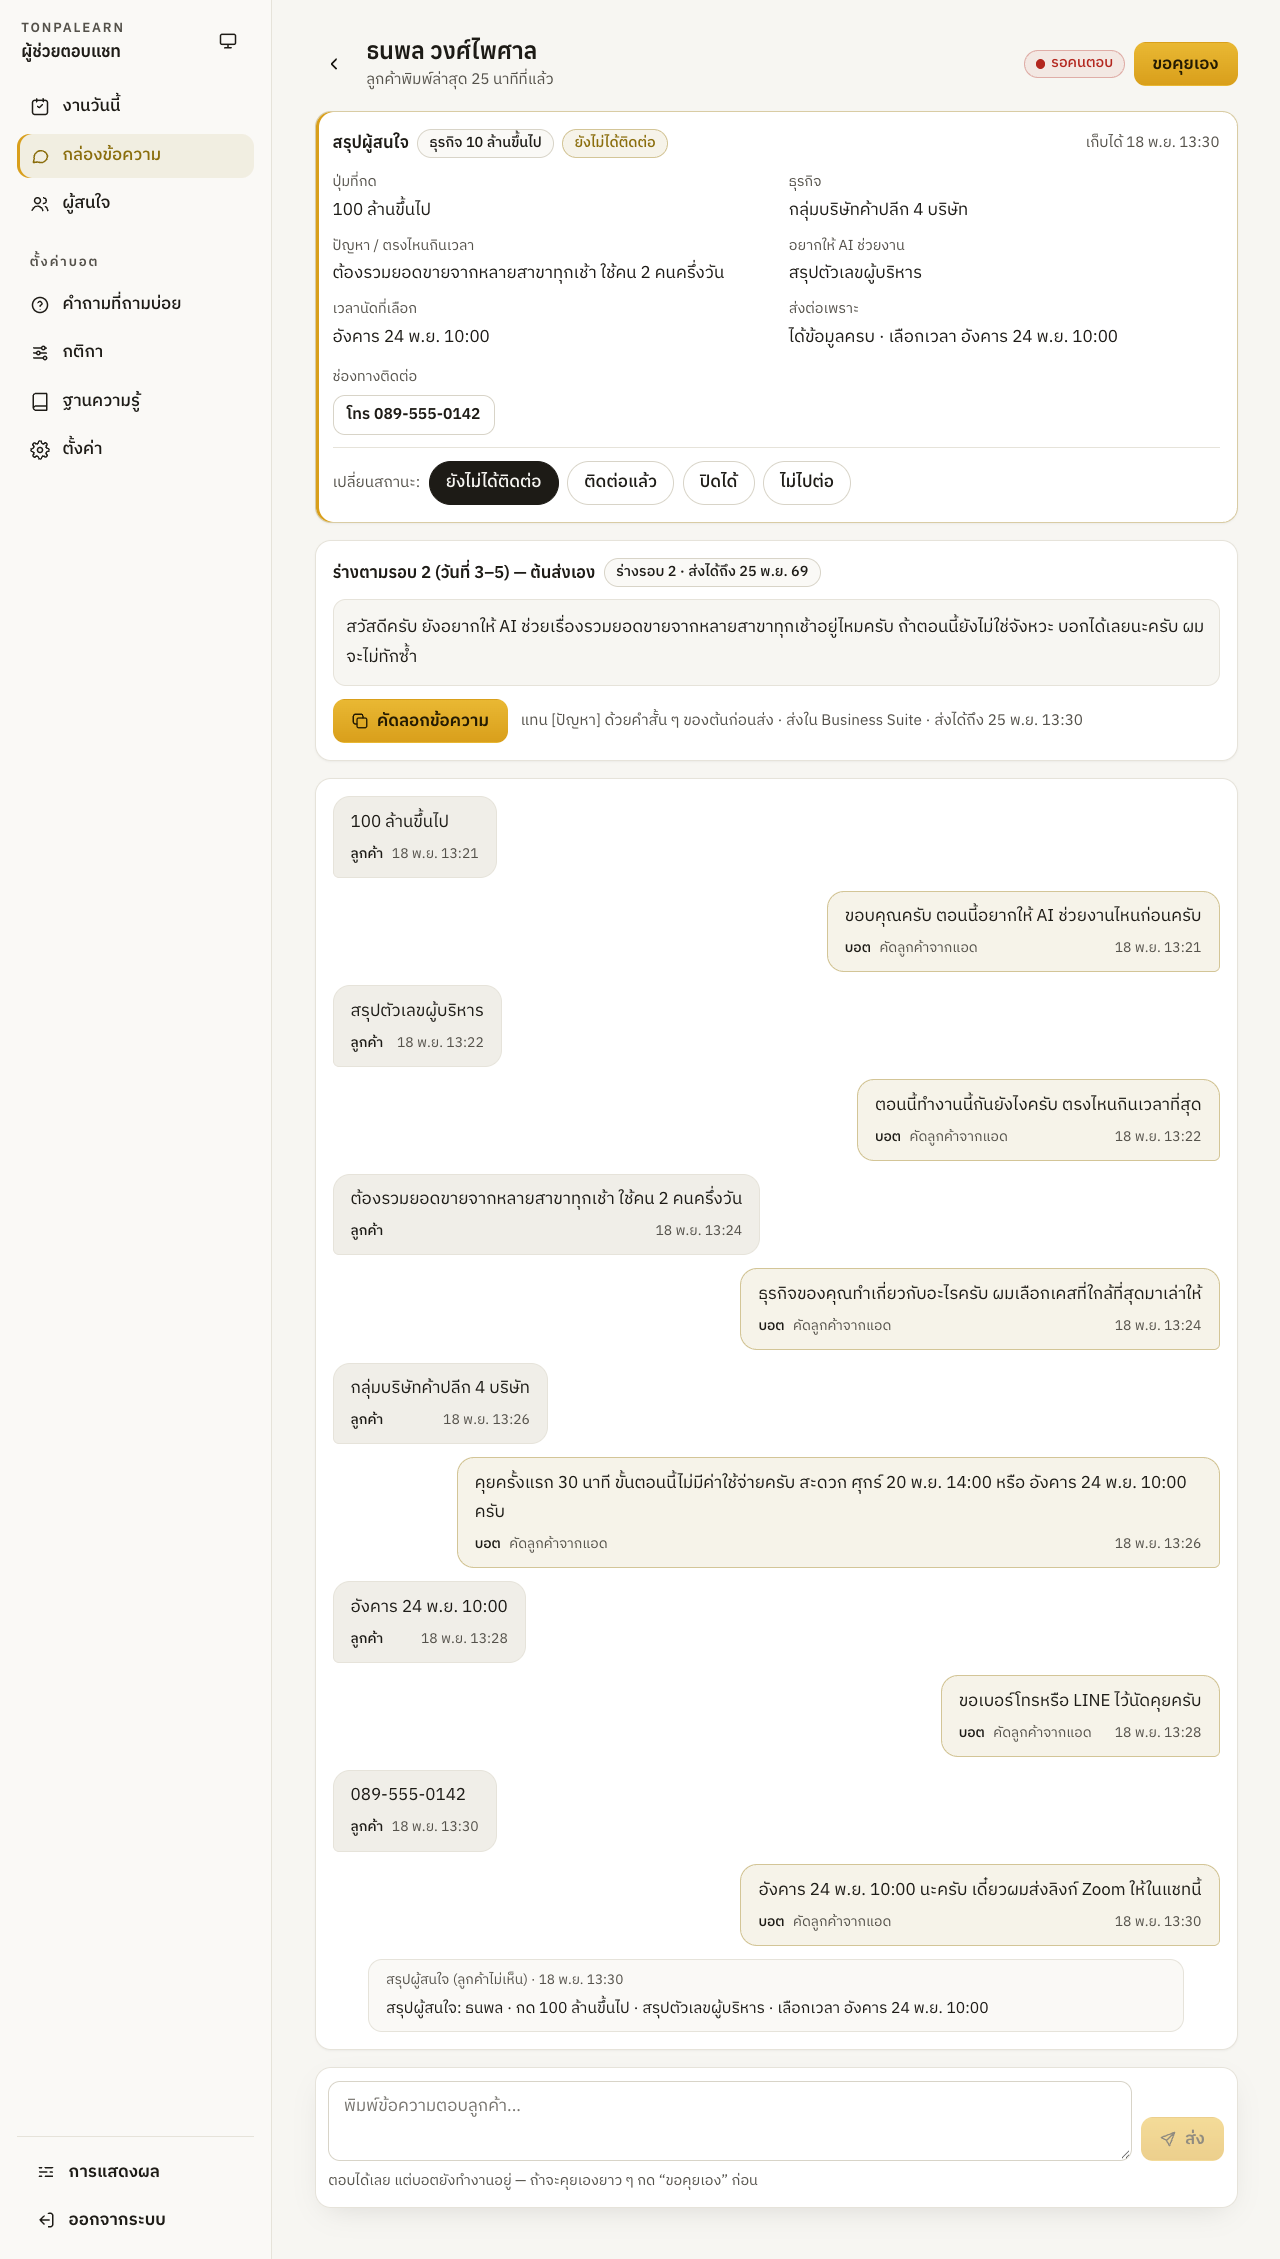 TONPALEARN
ผู้ช่วยตอบแชท
งานวันนี้
กล่องข้อความ
ผู้สนใจ
ตั้งค่าบอต
คำถามที่ถามบ่อย
กติกา
ฐานความรู้
ตั้งค่า
การแสดงผล
ออกจากระบบ
ธนพล วงศ์ไพศาล
ลูกค้าพิมพ์ล่าสุด 25 นาทีที่แล้ว
รอคนตอบ
ขอคุยเอง
สรุปผู้สนใจ
ธุรกิจ 10 ล้านขึ้นไป
ยังไม่ได้ติดต่อ
เก็บได้ 18 พ.ย. 13:30
ปุ่มที่กด
100 ล้านขึ้นไป
ธุรกิจ
กลุ่มบริษัทค้าปลีก 4 บริษัท
ปัญหา / ตรงไหนกินเวลา
ต้องรวมยอดขายจากหลายสาขาทุกเช้า ใช้คน 2 คนครึ่งวัน
อยากให้ AI ช่วยงาน
สรุปตัวเลขผู้บริหาร
เวลานัดที่เลือก
อังคาร 24 พ.ย. 10:00
ส่งต่อเพราะ
ได้ข้อมูลครบ · เลือกเวลา อังคาร 24 พ.ย. 10:00
ช่องทางติดต่อ
โทร 089-555-0142
เปลี่ยนสถานะ:
ยังไม่ได้ติดต่อ
ติดต่อแล้ว
ปิดได้
ไม่ไปต่อ
ร่างตามรอบ 2 (วันที่ 3–5) — ต้นส่งเอง
ร่างรอบ 2 · ส่งได้ถึง 25 พ.ย. 69
สวัสดีครับ ยังอยากให้ AI ช่วยเรื่องรวมยอดขายจากหลายสาขาทุกเช้าอยู่ไหมครับ ถ้าตอนนี้ยังไม่ใช่จังหวะ บอกได้เลยนะครับ ผม
จะไม่ทักซ้ำ
คัดลอกข้อความ
แทน [ปัญหา] ด้วยคำสั้น ๆ ของต้นก่อนส่ง · ส่งใน Business Suite · ส่งได้ถึง 25 พ.ย. 13:30
100 ล้านขึ้นไป
ลูกค้า 18 พ.ย. 13:21
ขอบคุณครับ ตอนนี้อยากให้ AI ช่วยงานไหนก่อนครับ
บอต คัดลูกค้าจากแอด 18 พ.ย. 13:21
สรุปตัวเลขผู้บริหาร
ลูกค้า 18 พ.ย. 13:22
ตอนนี้ทำงานนี้กันยังไงครับ ตรงไหนกินเวลาที่สุด
บอต คัดลูกค้าจากแอด 18 พ.ย. 13:22
ต้องรวมยอดขายจากหลายสาขาทุกเช้า ใช้คน 2 คนครึ่งวัน
ลูกค้า 18 พ.ย. 13:24
ธุรกิจของคุณทำเกี่ยวกับอะไรครับ ผมเลือกเคสที่ใกล้ที่สุดมาเล่าให้
บอต คัดลูกค้าจากแอด 18 พ.ย. 13:24
กลุ่มบริษัทค้าปลีก 4 บริษัท
ลูกค้า 18 พ.ย. 13:26
คุยครั้งแรก 30 นาที ขั้นตอนนี้ไม่มีค่าใช้จ่ายครับ สะดวก ศุกร์ 20 พ.ย. 14:00 หรือ อังคาร 24 พ.ย. 10:00
ครับ
บอต คัดลูกค้าจากแอด 18 พ.ย. 13:26
อังคาร 24 พ.ย. 10:00
ลูกค้า 18 พ.ย. 13:28
ขอเบอร์โทรหรือ LINE ไว้นัดคุยครับ
บอต คัดลูกค้าจากแอด 18 พ.ย. 13:28
089-555-0142
ลูกค้า 18 พ.ย. 13:30
อังคาร 24 พ.ย. 10:00 นะครับ เดี๋ยวผมส่งลิงก์ Zoom ให้ในแชทนี้
บอต คัดลูกค้าจากแอด 18 พ.ย. 13:30
สรุปผู้สนใจ (ลูกค้าไม่เห็น) · 18 พ.ย. 13:30
สรุปผู้สนใจ: ธนพล · กด 100 ล้านขึ้นไป · สรุปตัวเลขผู้บริหาร · เลือกเวลา อังคาร 24 พ.ย. 10:00
พิมพ์ข้อความตอบลูกค้า…
ส่ง
ตอบได้เลย แต่บอตยังทำงานอยู่ — ถ้าจะคุยเองยาว ๆ กด “ขอคุยเอง” ก่อน